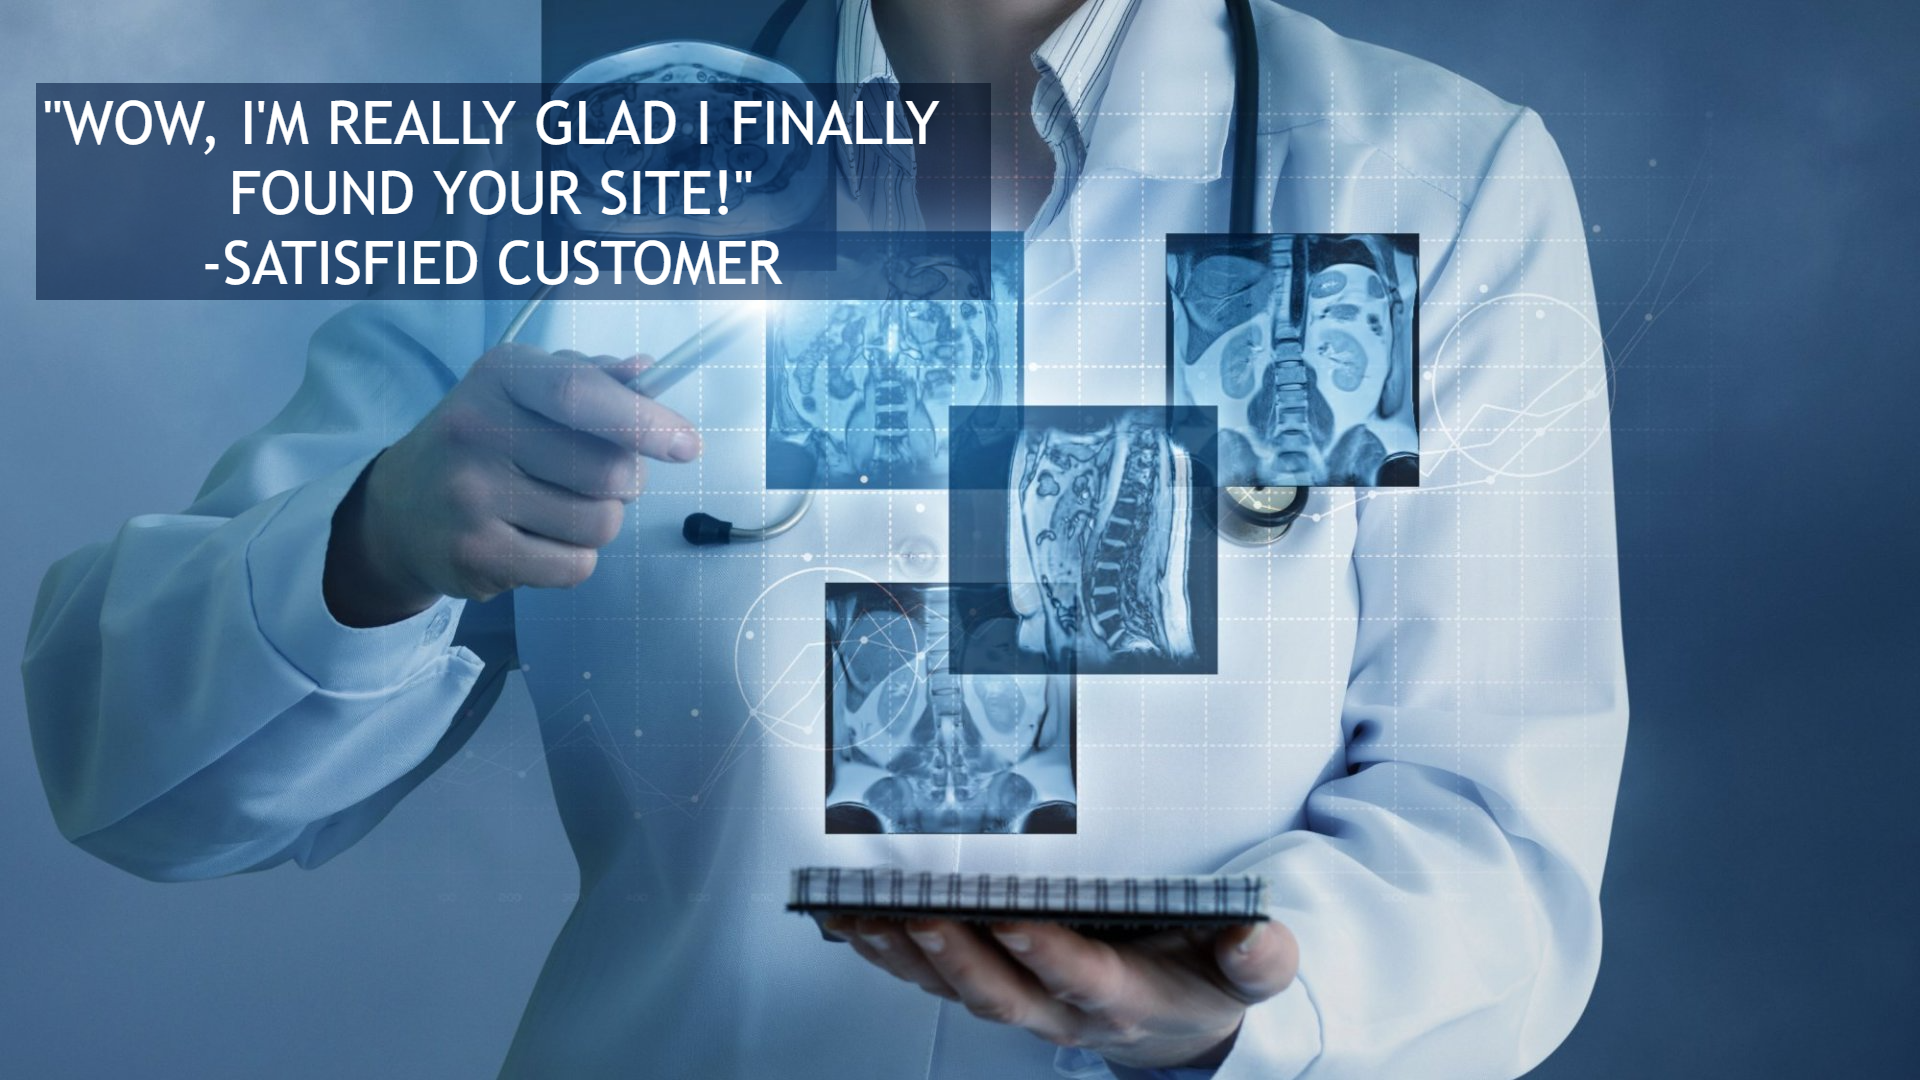 "WOW, I'M REALLY GLAD I FINALLY
FOUND YOUR SITE!"
-SATISFIED CUSTOMER